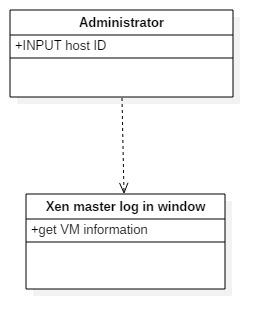 Administrator
+INPUT host ID
Xen master log in window
+get VM information